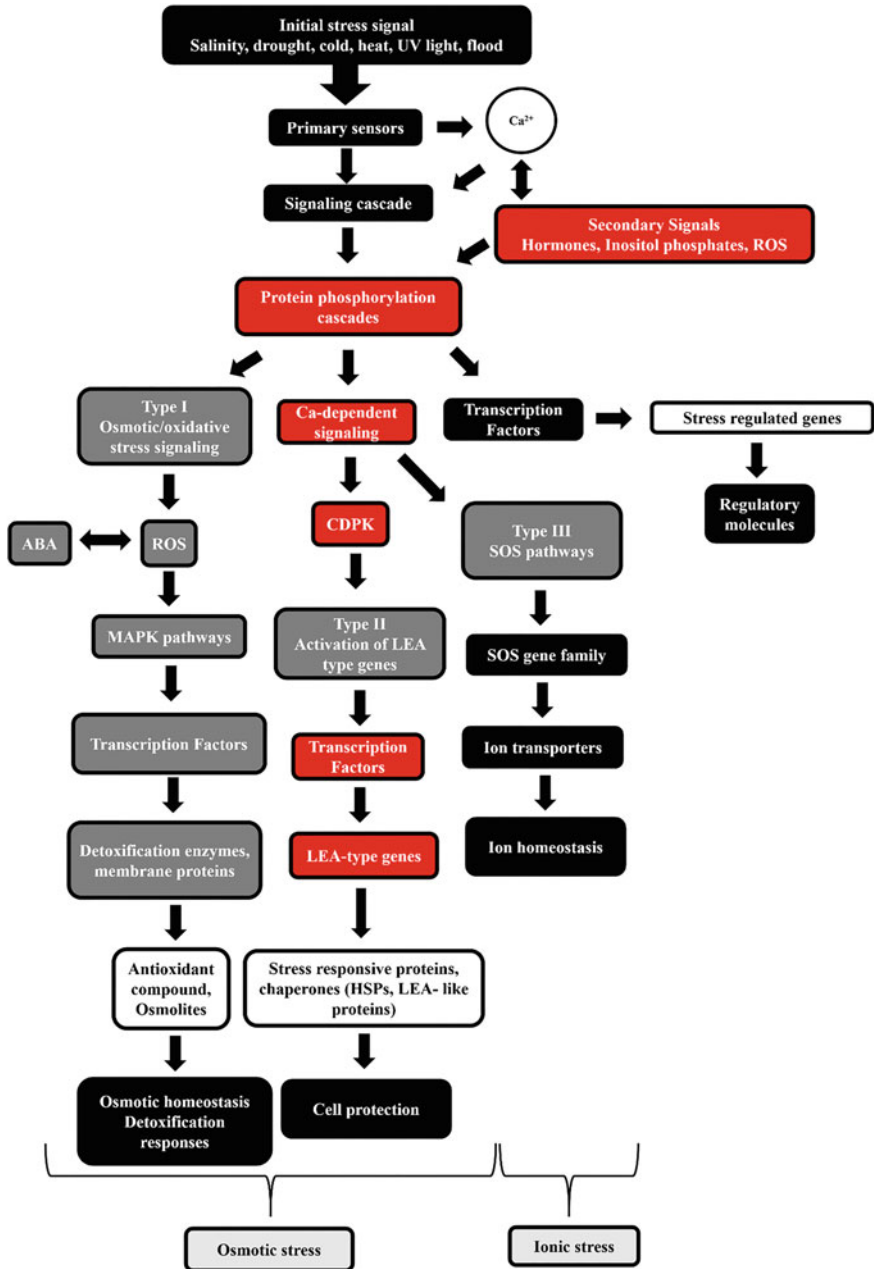 Initial stress signal
Salinity, drought, cold, heat, UV light, flood
Primary sensors
Ca²⁺
Signaling cascade
Secondary Signals
Hormones, Inositol phosphates, ROS
Protein phosphorylation
cascades
Type I
Osmotic/oxidative
stress signaling
Ca-dependent
signaling
Transcription
Factors
Stress regulated genes
Regulatory
molecules
ABA
ROS
CDPK
Type III
SOS pathways
MAPK pathways
Type II
Activation of LEA
type genes
SOS gene family
Transcription Factors
Transcription
Factors
Ion transporters
Detoxification enzymes,
membrane proteins
LEA-type genes
Ion homeostasis
Antioxidant
compound,
Osmolites
Stress responsive proteins,
chaperones (HSPs, LEA- like
proteins)
Osmotic homeostasis
Detoxification
responses
Cell protection
Osmotic stress
Ionic stress